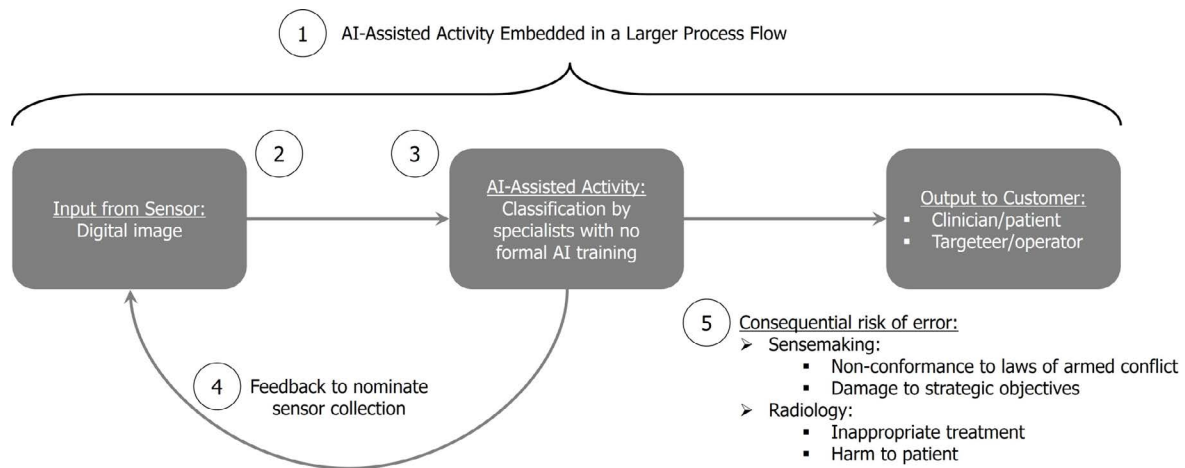 1 AI-Assisted Activity Embedded in a Larger Process Flow
2
3
Input from Sensor:
Digital image
AI-Assisted Activity:
Classification by
specialists with no
formal AI training
Output to Customer:
▪ Clinician/patient
▪ Targeteer/operator
4 Feedback to nominate
sensor collection
5 Consequential risk of error:
➢ Sensemaking:
▪ Non-conformance to laws of armed conflict
▪ Damage to strategic objectives
➢ Radiology:
▪ Inappropriate treatment
▪ Harm to patient